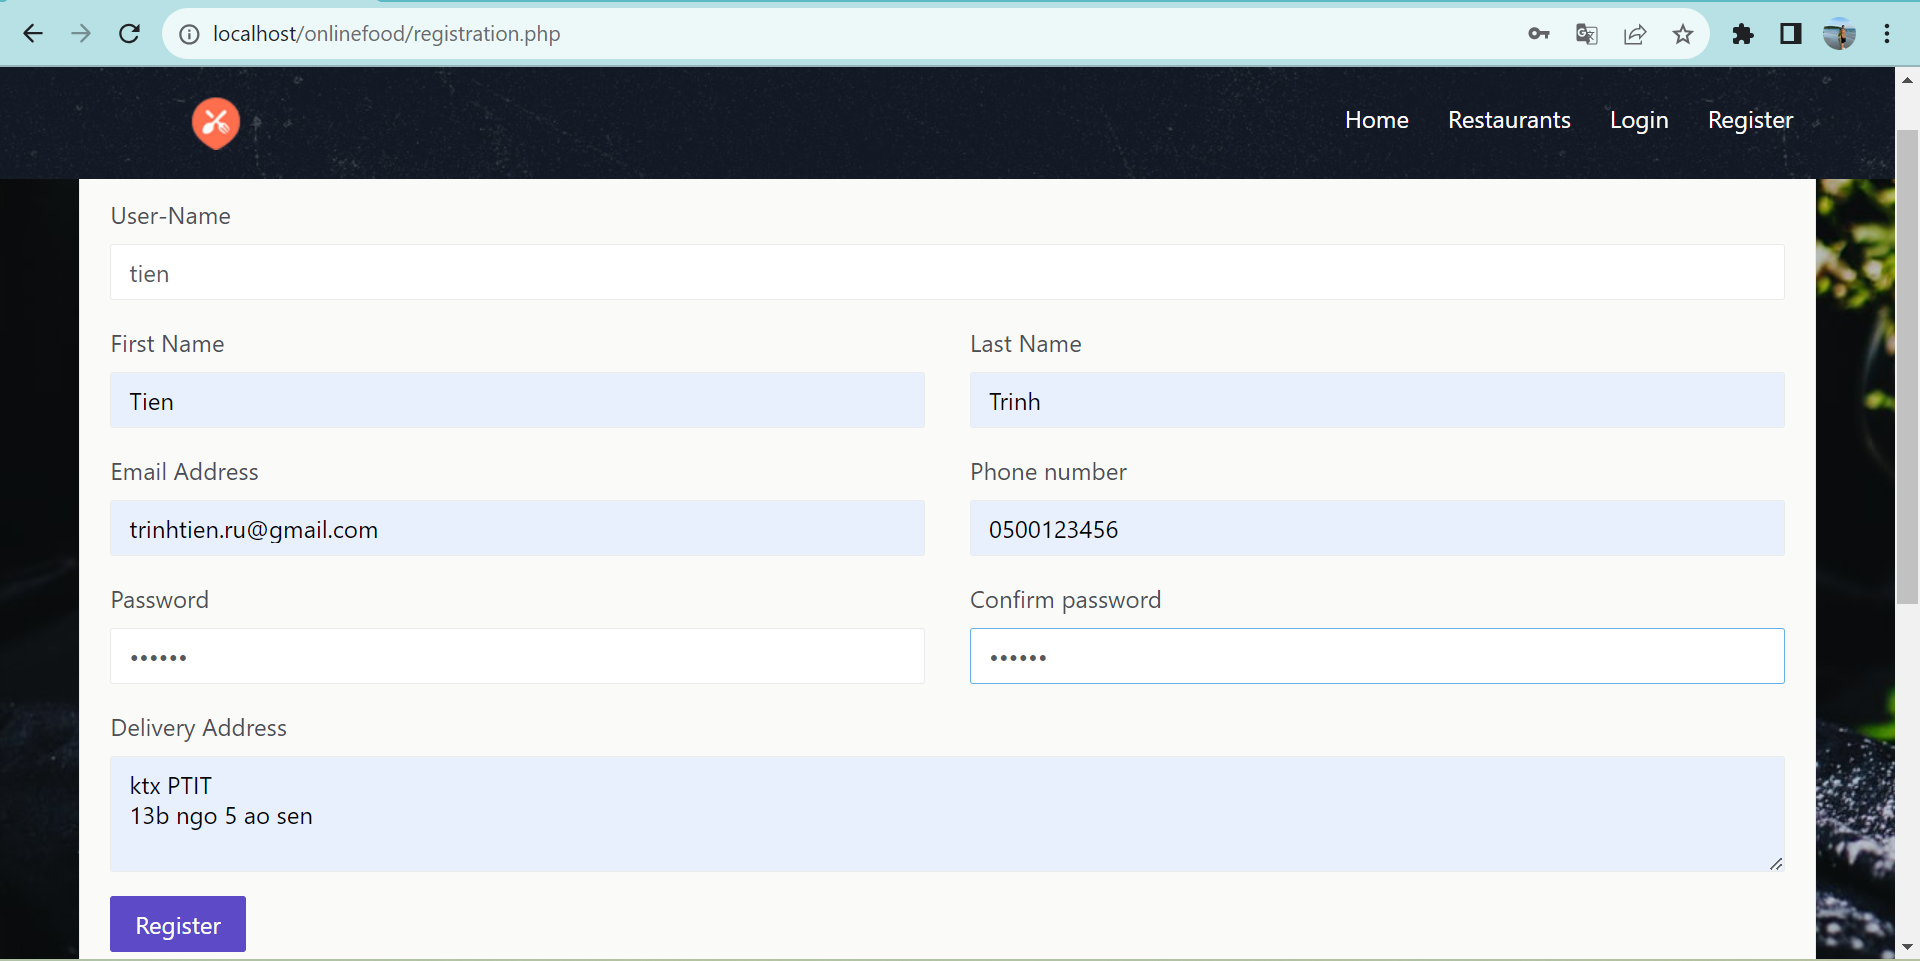 localhost/onlinefood/registration.php
Home Restaurants Login Register
User-Name
tien
First Name Last Name
Tien Trinh
Email Address Phone number
trinhtien.ru@gmail.com 0500123456
Password Confirm password
•••••• ••••••
Delivery Address
ktx PTIT
13b ngo 5 ao sen
Register